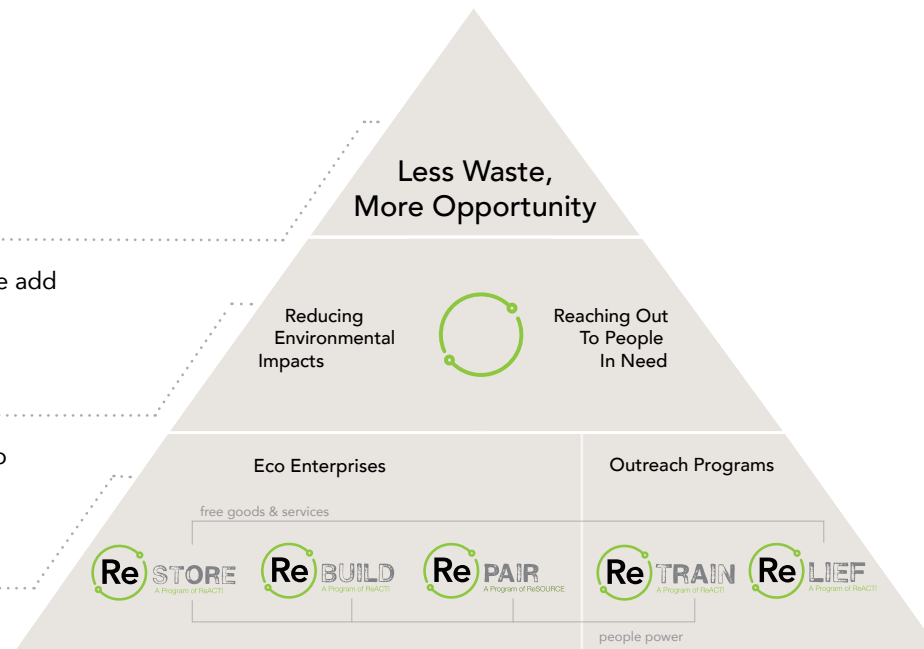 Less Waste,
More Opportunity
e add
Reducing
Environmental
Impacts
Reaching Out
To People
In Need
o
Eco Enterprises
Outreach Programs
free goods & services
Re STORE
A Program of ReACT!
Re BUILD
A Program of ReACT!
Re PAIR
A Program of ReSOURCE
Re TRAIN
A Program of ReACT!
Re LIEF
A Program of ReACT!
people power